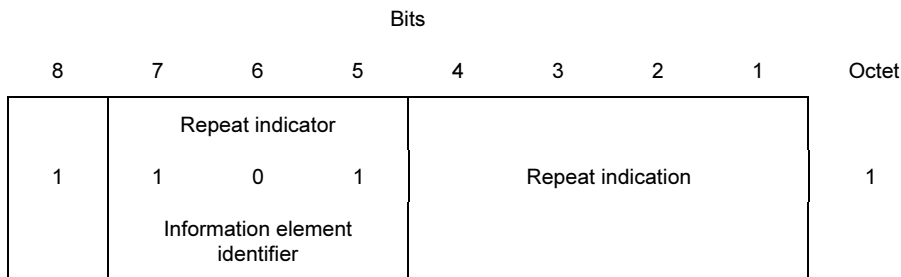 Bits
8 7 6 5 4 3 2 1 Octet
Repeat indicator
1 1 0 1 Repeat indication 1
Information element
identifier